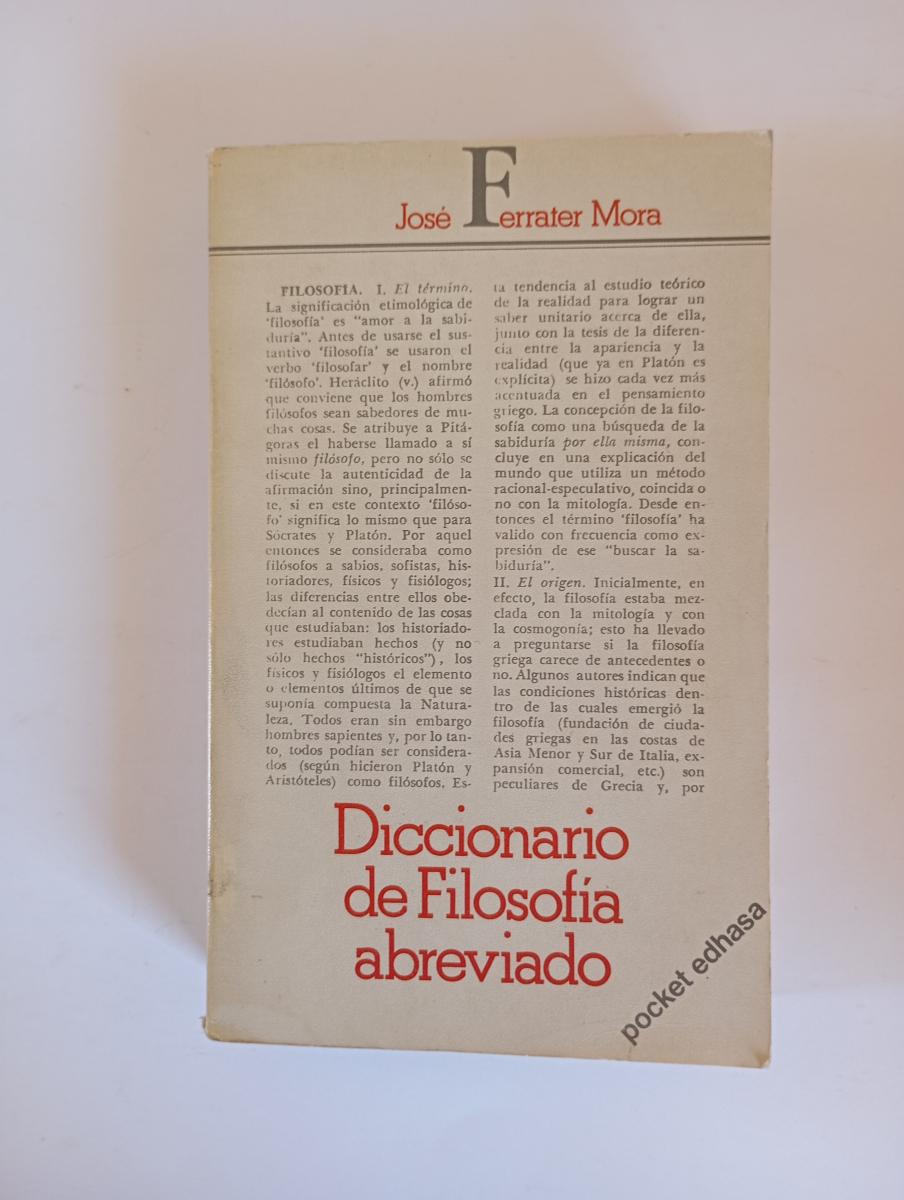 José Ferrater Mora
FILOSOFÍA. I. El término.
La significación etimológica de
'filosofía' es "amor a la sabi-
duría". Antes de usarse el sus-
tantivo 'filosofía' se usaron el
verbo 'filosofar' y el nombre
'filósofo'. Heráclito (v.) afirmó
que conviene que los hombres
filósofos sean sabedores de mu-
chas cosas. Se atribuye a Pitá-
goras el haberse llamado a sí
mismo filósofo, pero no sólo se
discute la autenticidad de la
afirmación sino, principalmen-
te, si en este contexto 'filóso-
fo' significa lo mismo que para
Sócrates y Platón. Por aquel
entonces se consideraba como
filósofos a sabios, sofistas, his-
toriadores, físicos y fisiólogos;
las diferencias entre ellos obe-
decían al contenido de las cosas
que estudiaban: los historiado-
res estudiaban hechos (y no
sólo hechos "históricos"), los
físicos y fisiólogos el elemento
o elementos últimos de que se
suponía compuesta la Natura-
leza. Todos eran sin embargo
hombres sapientes y, por lo tan-
to, todos podían ser considera-
dos (según hicieron Platón y
Aristóteles) como filósofos. Es-
ta tendencia al estudio teórico
de la realidad para lograr un
saber unitario acerca de ella,
junto con la tesis de la diferen-
cia entre la apariencia y la
realidad (que ya en Platón es
explícita) se hizo cada vez más
acentuada en el pensamiento
griego. La concepción de la filo-
sofía como una búsqueda de la
sabiduría por ella misma, con-
cluye en una explicación del
mundo que utiliza un método
racional-especulativo, coincida o
no con la mitología. Desde en-
tonces el término 'filosofía' ha
valido con frecuencia como ex-
presión de ese "buscar la sa-
biduría".
II. El origen. Inicialmente, en
efecto, la filosofía estaba mez-
clada con la mitología y con
la cosmogonía; esto ha llevado
a preguntarse si la filosofía
griega carece de antecedentes o
no. Algunos autores indican que
las condiciones históricas den-
tro de las cuales emergió la
filosofía (fundación de ciuda-
des griegas en las costas de
Asia Menor y Sur de Italia, ex-
pansión comercial, etc.) son
peculiares de Grecia y, por
Diccionario
de Filosofía
abreviado
pocket edhasa